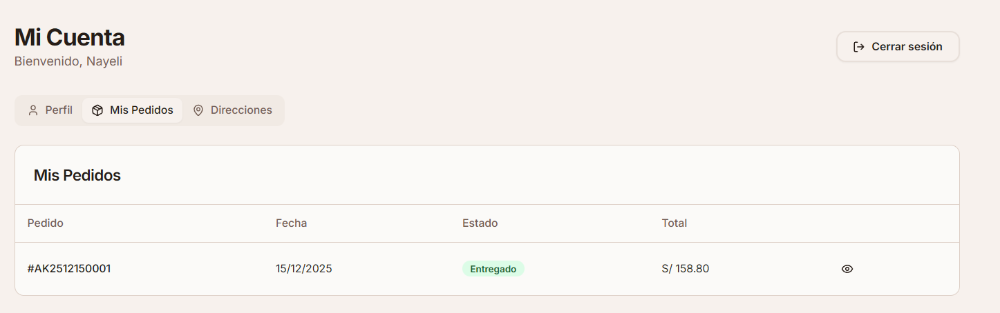 Mi Cuenta
Bienvenido, Nayeli
Cerrar sesión
Perfil Mis Pedidos Direcciones
Mis Pedidos
Pedido Fecha Estado Total
#AK2512150001 15/12/2025 Entregado S/ 158.80